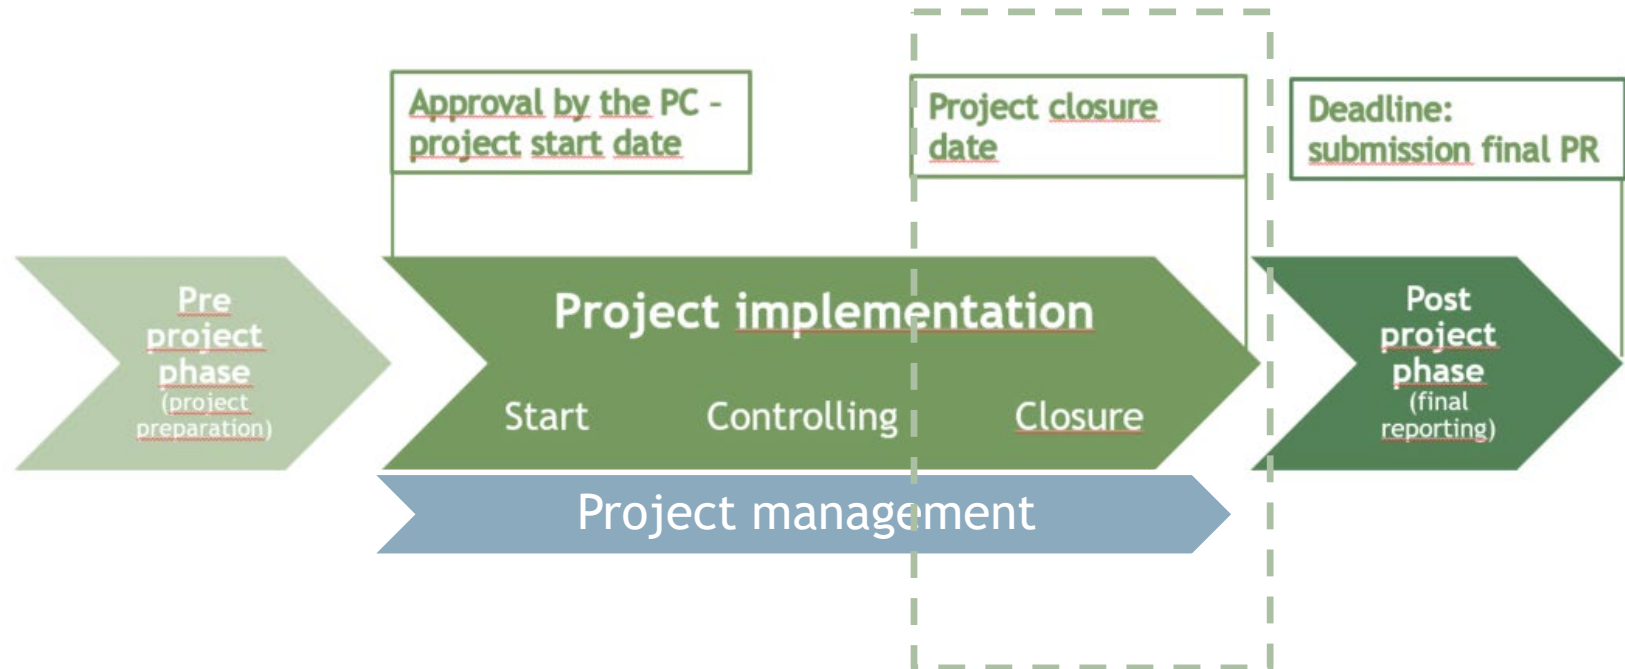 Approval by the PC –
project start date
Project closure
date
Deadline:
submission final PR
Pre
project
phase
(project
preparation)
Project implementation
Start
Controlling
Closure
Post
project
phase
(final
reporting)
Project management